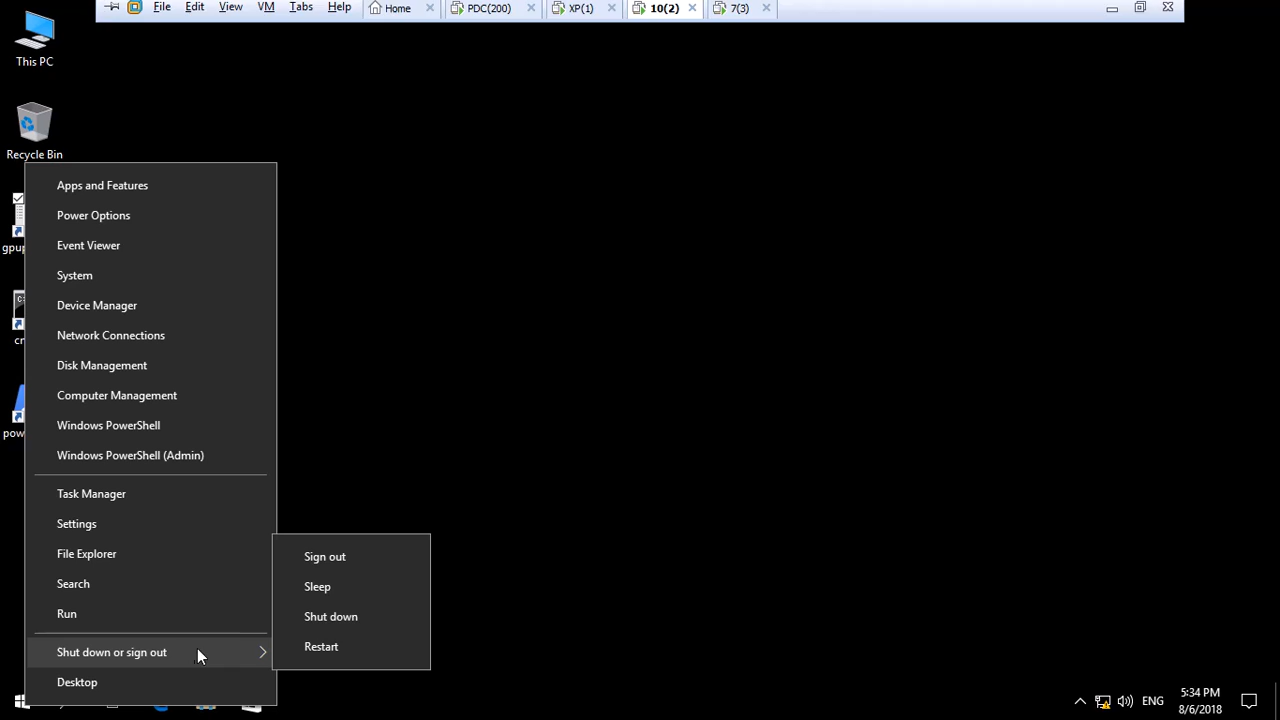 File Edit View VM Tabs Help Home PDC(200) XP(1) 10(2) 7(3)
This PC
Recycle Bin
Apps and Features
Power Options
Event Viewer
System
Device Manager
Network Connections
Disk Management
Computer Management
Windows PowerShell
Windows PowerShell (Admin)
Task Manager
Settings
File Explorer
Search
Run
Shut down or sign out
Desktop
Sign out
Sleep
Shut down
Restart
ENG
5:34 PM
8/6/2018